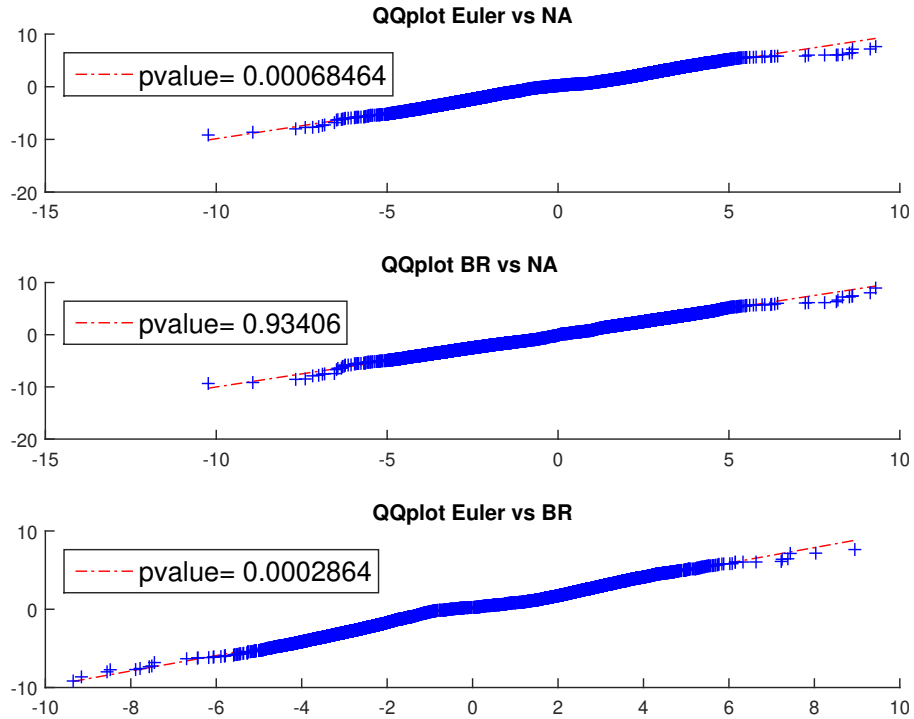 QQplot Euler vs NA
10
0
-10
-20
pvalue= 0.00068464
-15 -10 -5 0 5 10
QQplot BR vs NA
10
0
-10
-20
pvalue= 0.93406
-15 -10 -5 0 5 10
QQplot Euler vs BR
10
0
-10
pvalue= 0.0002864
-10 -8 -6 -4 -2 0 2 4 6 8 10